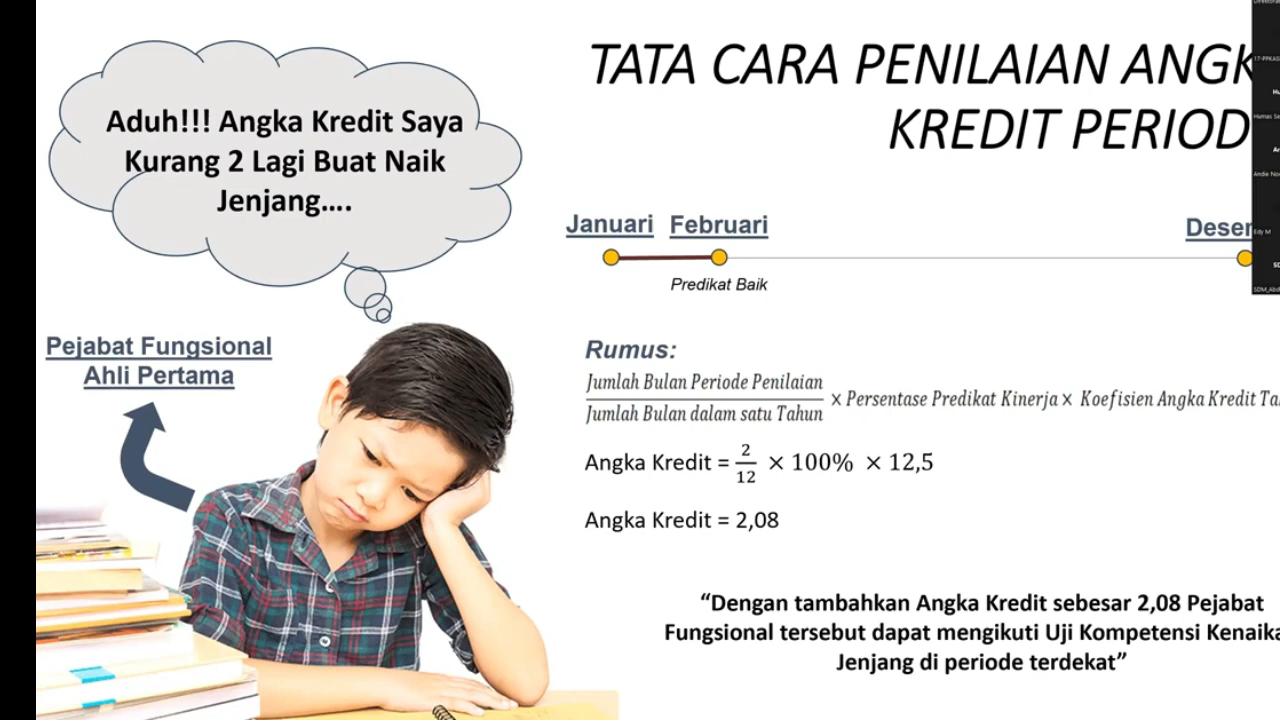 Aduh!!! Angka Kredit Saya
Kurang 2 Lagi Buat Naik
Jenjang....
Pejabat Fungsional
Ahli Pertama
TATA CARA PENILAIAN ANGK
KREDIT PERIOD
Januari Februari Deser
Predikat Baik
Rumus:
Jumlah Bulan Periode Penilaian
Jumlah Bulan dalam satu Tahun
× Persentase Predikat Kinerja × Koefisien Angka Kredit Ta
Angka Kredit = 2/12 × 100% × 12,5
Angka Kredit = 2,08
“Dengan tambahkan Angka Kredit sebesar 2,08 Pejabat
Fungsional tersebut dapat mengikuti Uji Kompetensi Kenaika
Jenjang di periode terdekat”
Edy M